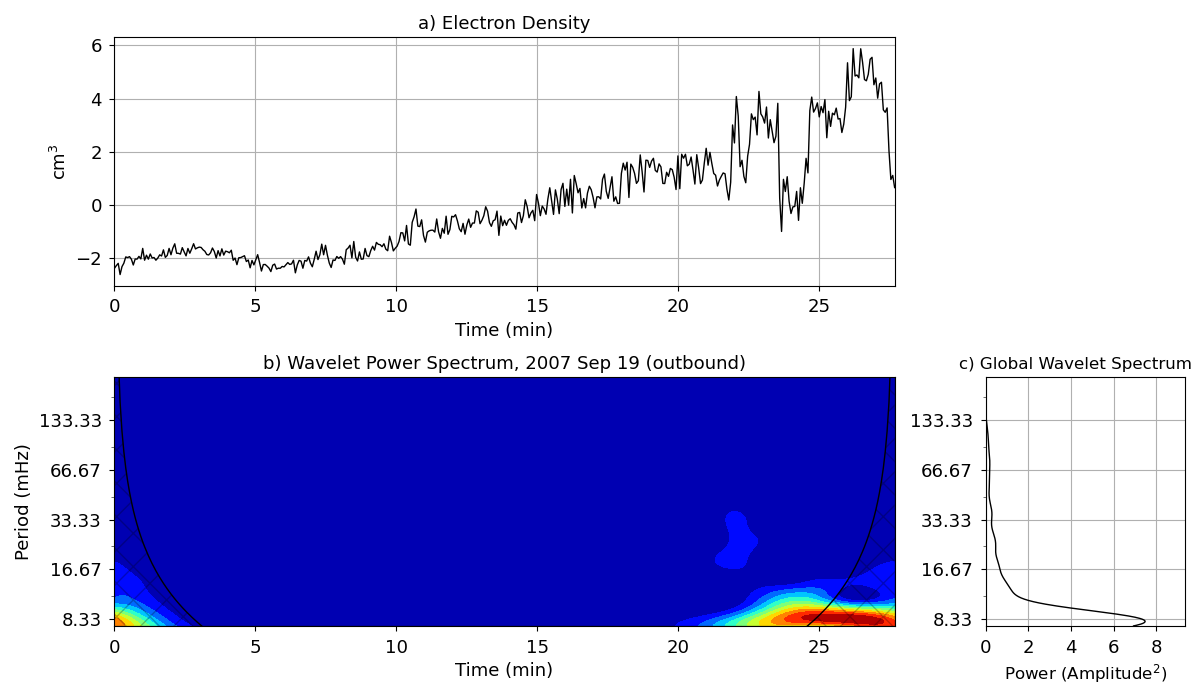 a) Electron Density
6
4
2
0
−2
cm³
0 5 10 15 20 25
Time (min)
b) Wavelet Power Spectrum, 2007 Sep 19 (outbound)
c) Global Wavelet Spectrum
133.33
66.67
33.33
16.67
8.33
Period (mHz)
0 5 10 15 20 25
Time (min)
133.33
66.67
33.33
16.67
8.33
0 2 4 6 8
Power (Amplitude²)